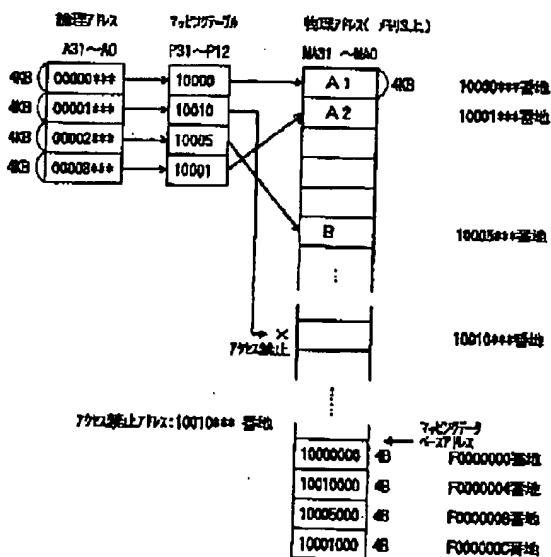 論理アドレス マッピングテーブル 物理アドレス( メモリ3上)
A31～A0 P31～P12 MA31 ～MA0
4KB 00000*** 10000 A1 4KB 10000***番地
4KB 00001*** 10010 A2 10001***番地
4KB 00002*** 10005
4KB 00003*** 10001
B 10005***番地
× 10010***番地
アクセス禁止
アクセス禁止アドレス:10010*** 番地
マッピングデータ
ベースアドレス
10000000 4B F0000000番地
10010000 4B F0000004番地
10005000 4B F0000008番地
10001000 4B F000000C番地